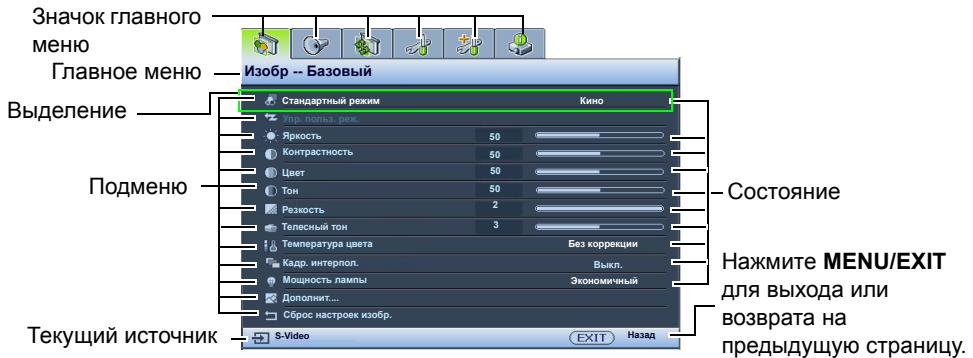 Значок главного
меню
Главное меню
Выделение
Подменю
Текущий источник
Изобр -- Базовый
Стандартный режим Кино
Упр. польз. реж.
Яркость 50
Контрастность 50
Цвет 50
Тон 50
Резкость 2
Телесный тон 3
Температура цвета Без коррекции
Кадр. интерпол. Выкл.
Мощность лампы Экономичный
Дополнит....
Сброс настроек изобр.
S-Video EXIT Назад
Состояние
Нажмите MENU/EXIT
для выхода или
возврата на
предыдущую страницу.